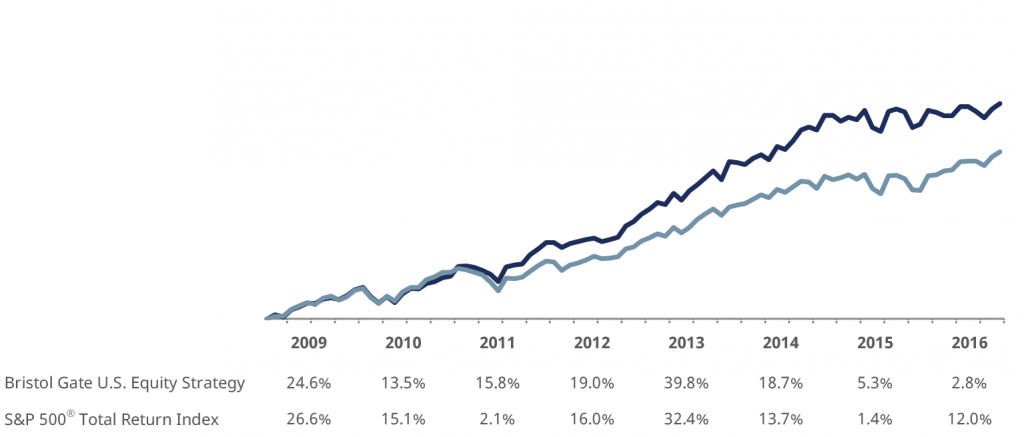 2009 2010 2011 2012 2013 2014 2015 2016
Bristol Gate U.S. Equity Strategy 24.6% 13.5% 15.8% 19.0% 39.8% 18.7% 5.3% 2.8%
S&P 500® Total Return Index 26.6% 15.1% 2.1% 16.0% 32.4% 13.7% 1.4% 12.0%